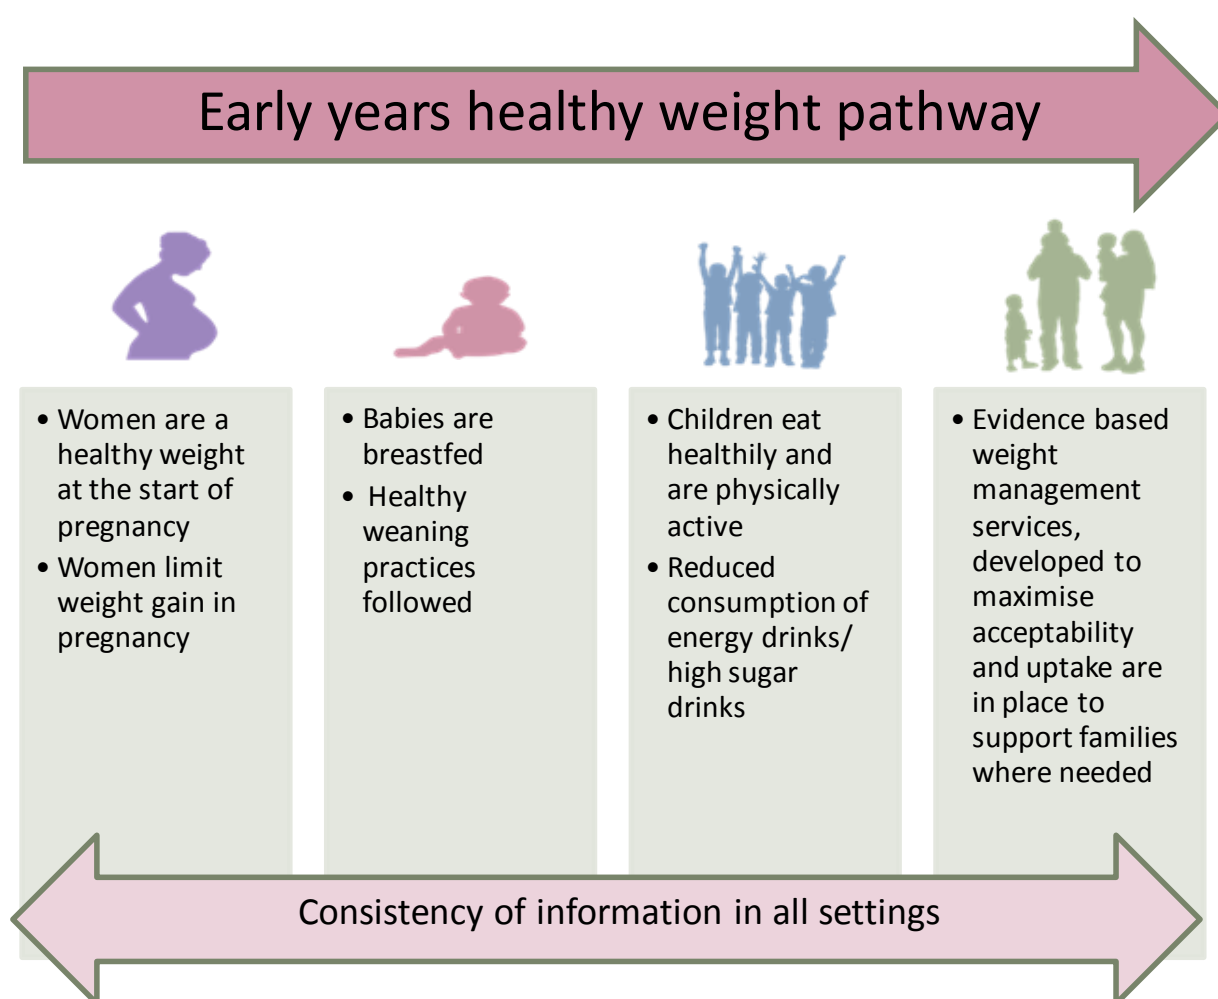 Early years healthy weight pathway
• Women are a
healthy weight
at the start of
pregnancy
• Women limit
weight gain in
pregnancy
• Babies are
breastfed
• Healthy
weaning
practices
followed
• Children eat
healthily and
are physically
active
• Reduced
consumption of
energy drinks/
high sugar
drinks
• Evidence based
weight
management
services,
developed to
maximise
acceptability
and uptake are
in place to
support families
where needed
Consistency of information in all settings